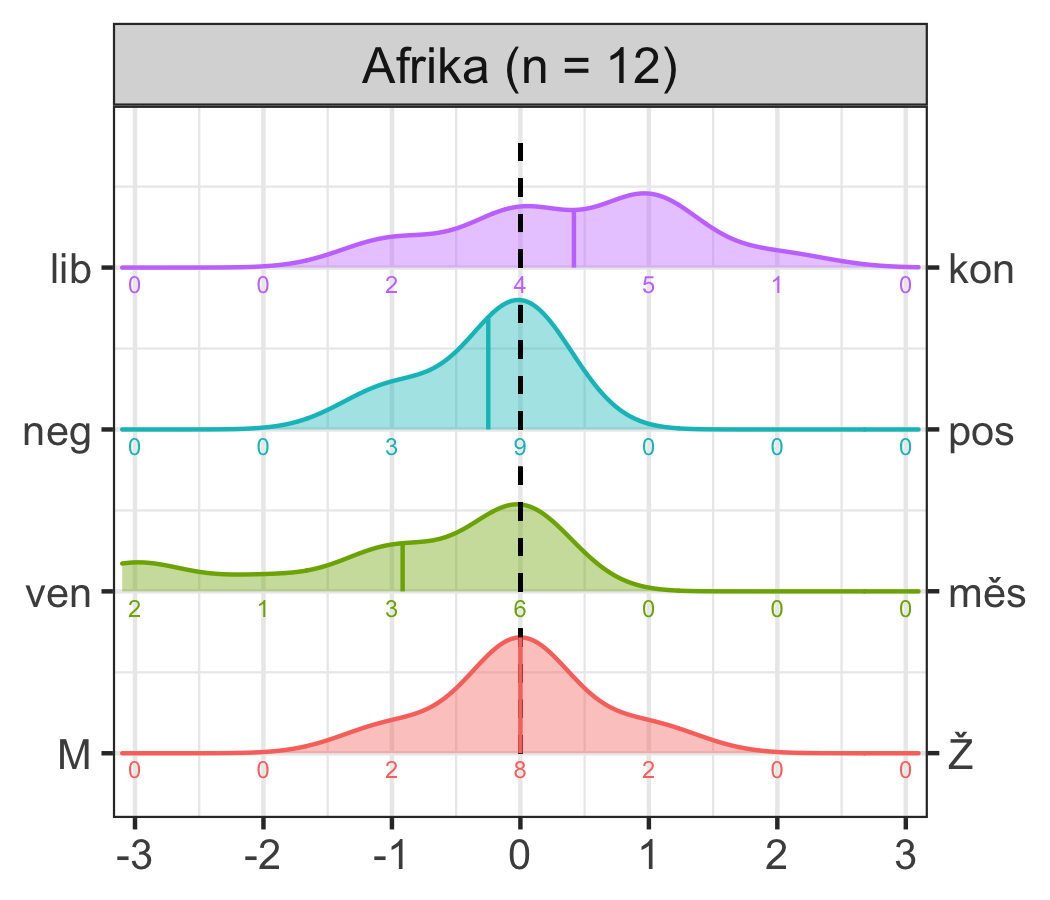 Afrika (n = 12)
lib kon
0 0 2 4 5 1 0
neg pos
0 0 3 9 0 0 0
ven měs
2 1 3 6 0 0 0
M Ž
0 0 2 8 2 0 0
-3 -2 -1 0 1 2 3